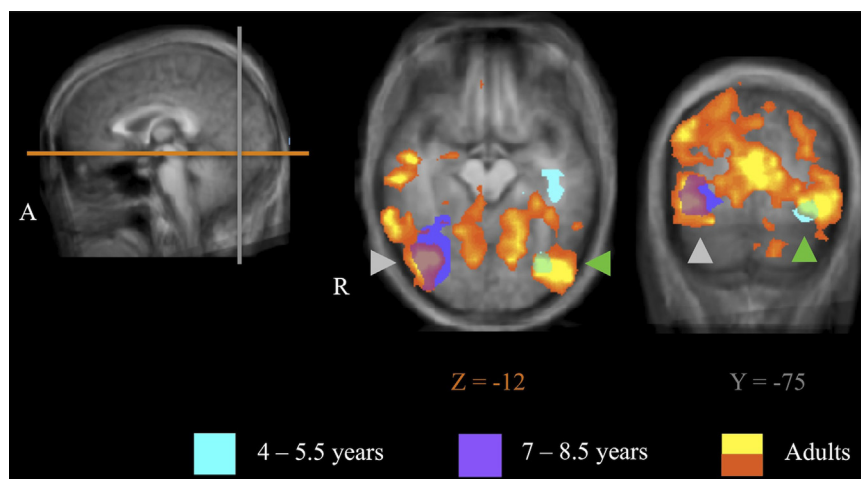 A
R
Z = -12
Y = -75
4 – 5.5 years
7 – 8.5 years
Adults